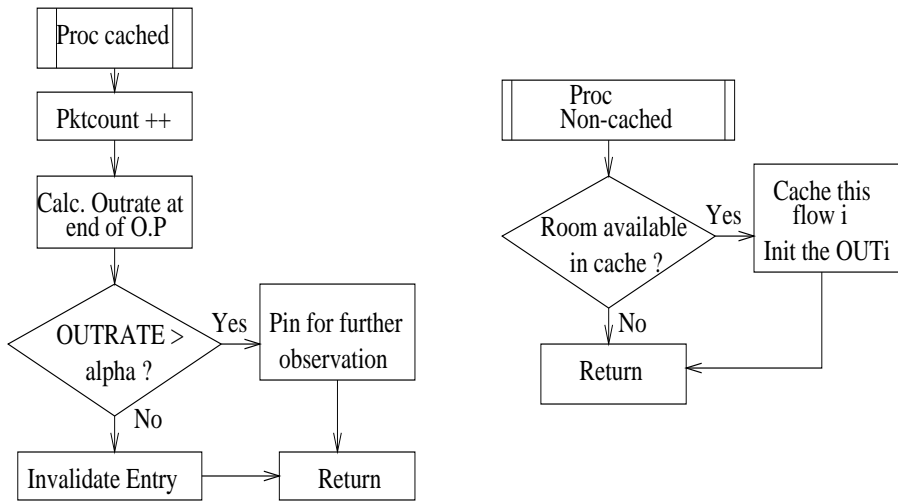 Proc cached
Pktcount ++
Calc. Outrate at
end of O.P
OUTRATE >
alpha ?
Yes
Pin for further
observation
No
Invalidate Entry
Return
Proc
Non-cached
Room available
in cache ?
Yes
Cache this
flow i
Init the OUTi
No
Return